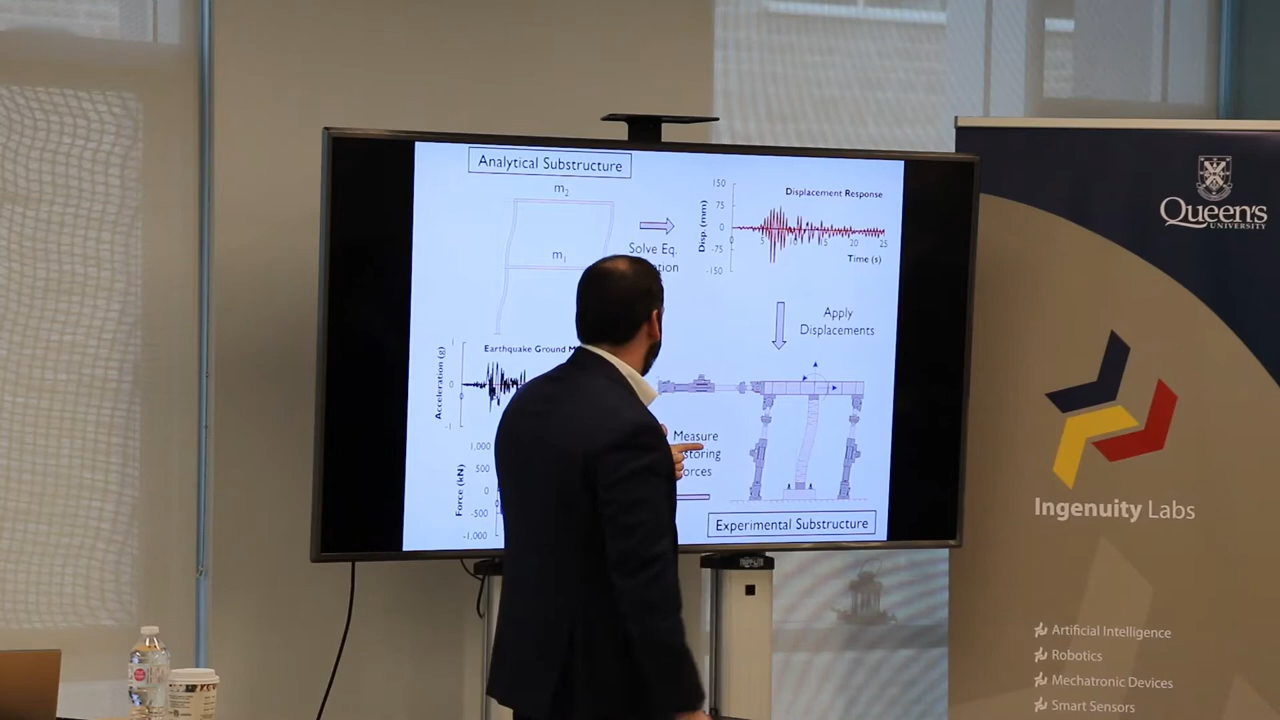 Analytical Substructure
m2
m1
Solve Eq.
150
75
0
-75
-150
Disp. (mm)
Displacement Response
5
10
15
20
25
Time (s)
Apply
Displacements
Earthquake Ground
Acceleration (g)
1
0
-1
1,000
500
0
-500
-1,000
Force (kN)
Measure
Experimental Substructure
Queen's
UNIVERSITY
Ingenuity Labs
Artificial Intelligence
Robotics
Mechatronic Devices
Smart Sensors